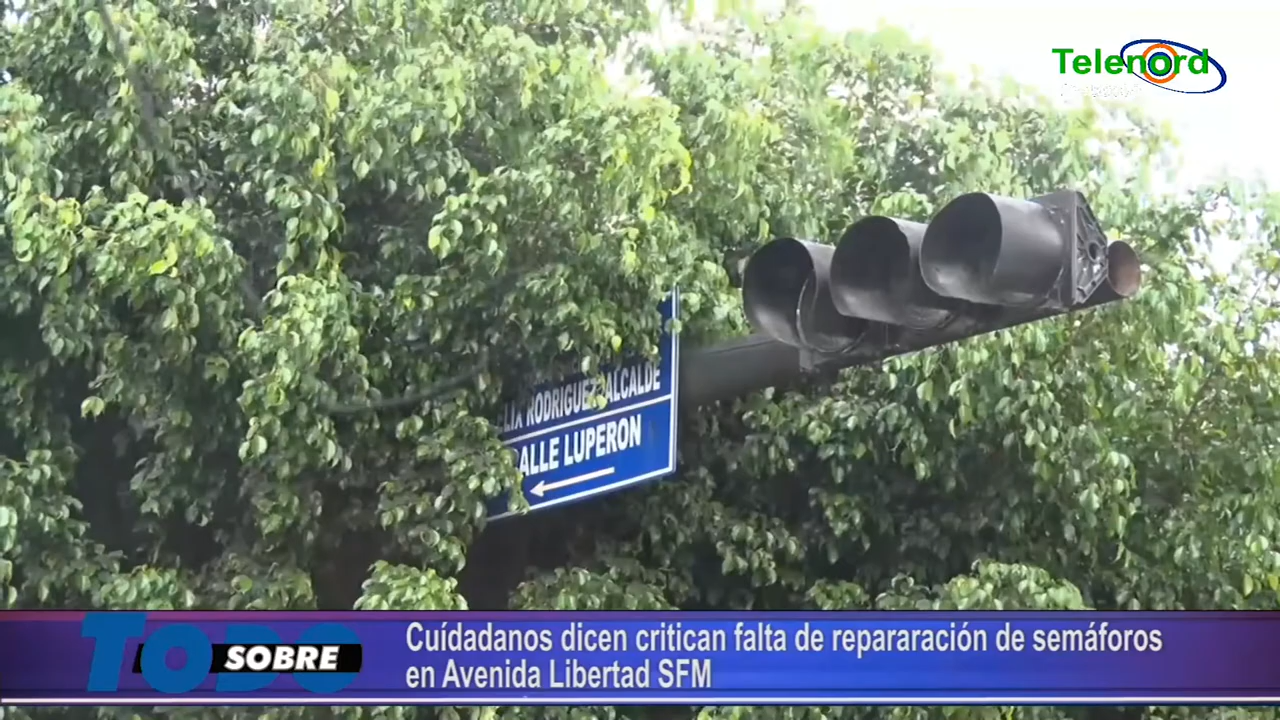 Telenord
ELIX RODRIGUEZ ALCALDE
CALLE LUPERON
TODO
SOBRE
Cuídadanos dicen critican falta de repararación de semáforos
en Avenida Libertad SFM